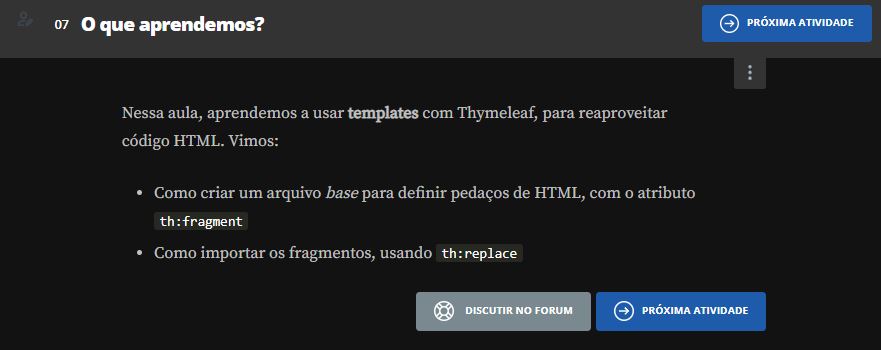 07 O que aprendemos?
PRÓXIMA ATIVIDADE
Nessa aula, aprendemos a usar templates com Thymeleaf, para reaproveitar
código HTML. Vimos:
• Como criar um arquivo base para definir pedaços de HTML, com o atributo
th:fragment
• Como importar os fragmentos, usando th:replace
DISCUTIR NO FORUM
PRÓXIMA ATIVIDADE